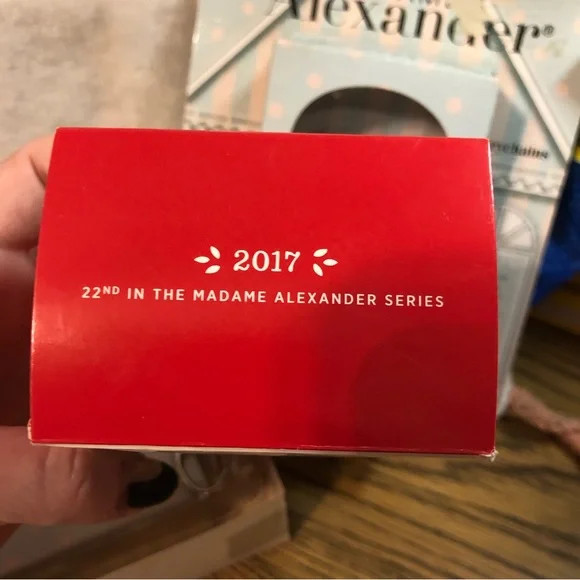 Alexander®
2017
22ND IN THE MADAME ALEXANDER SERIES